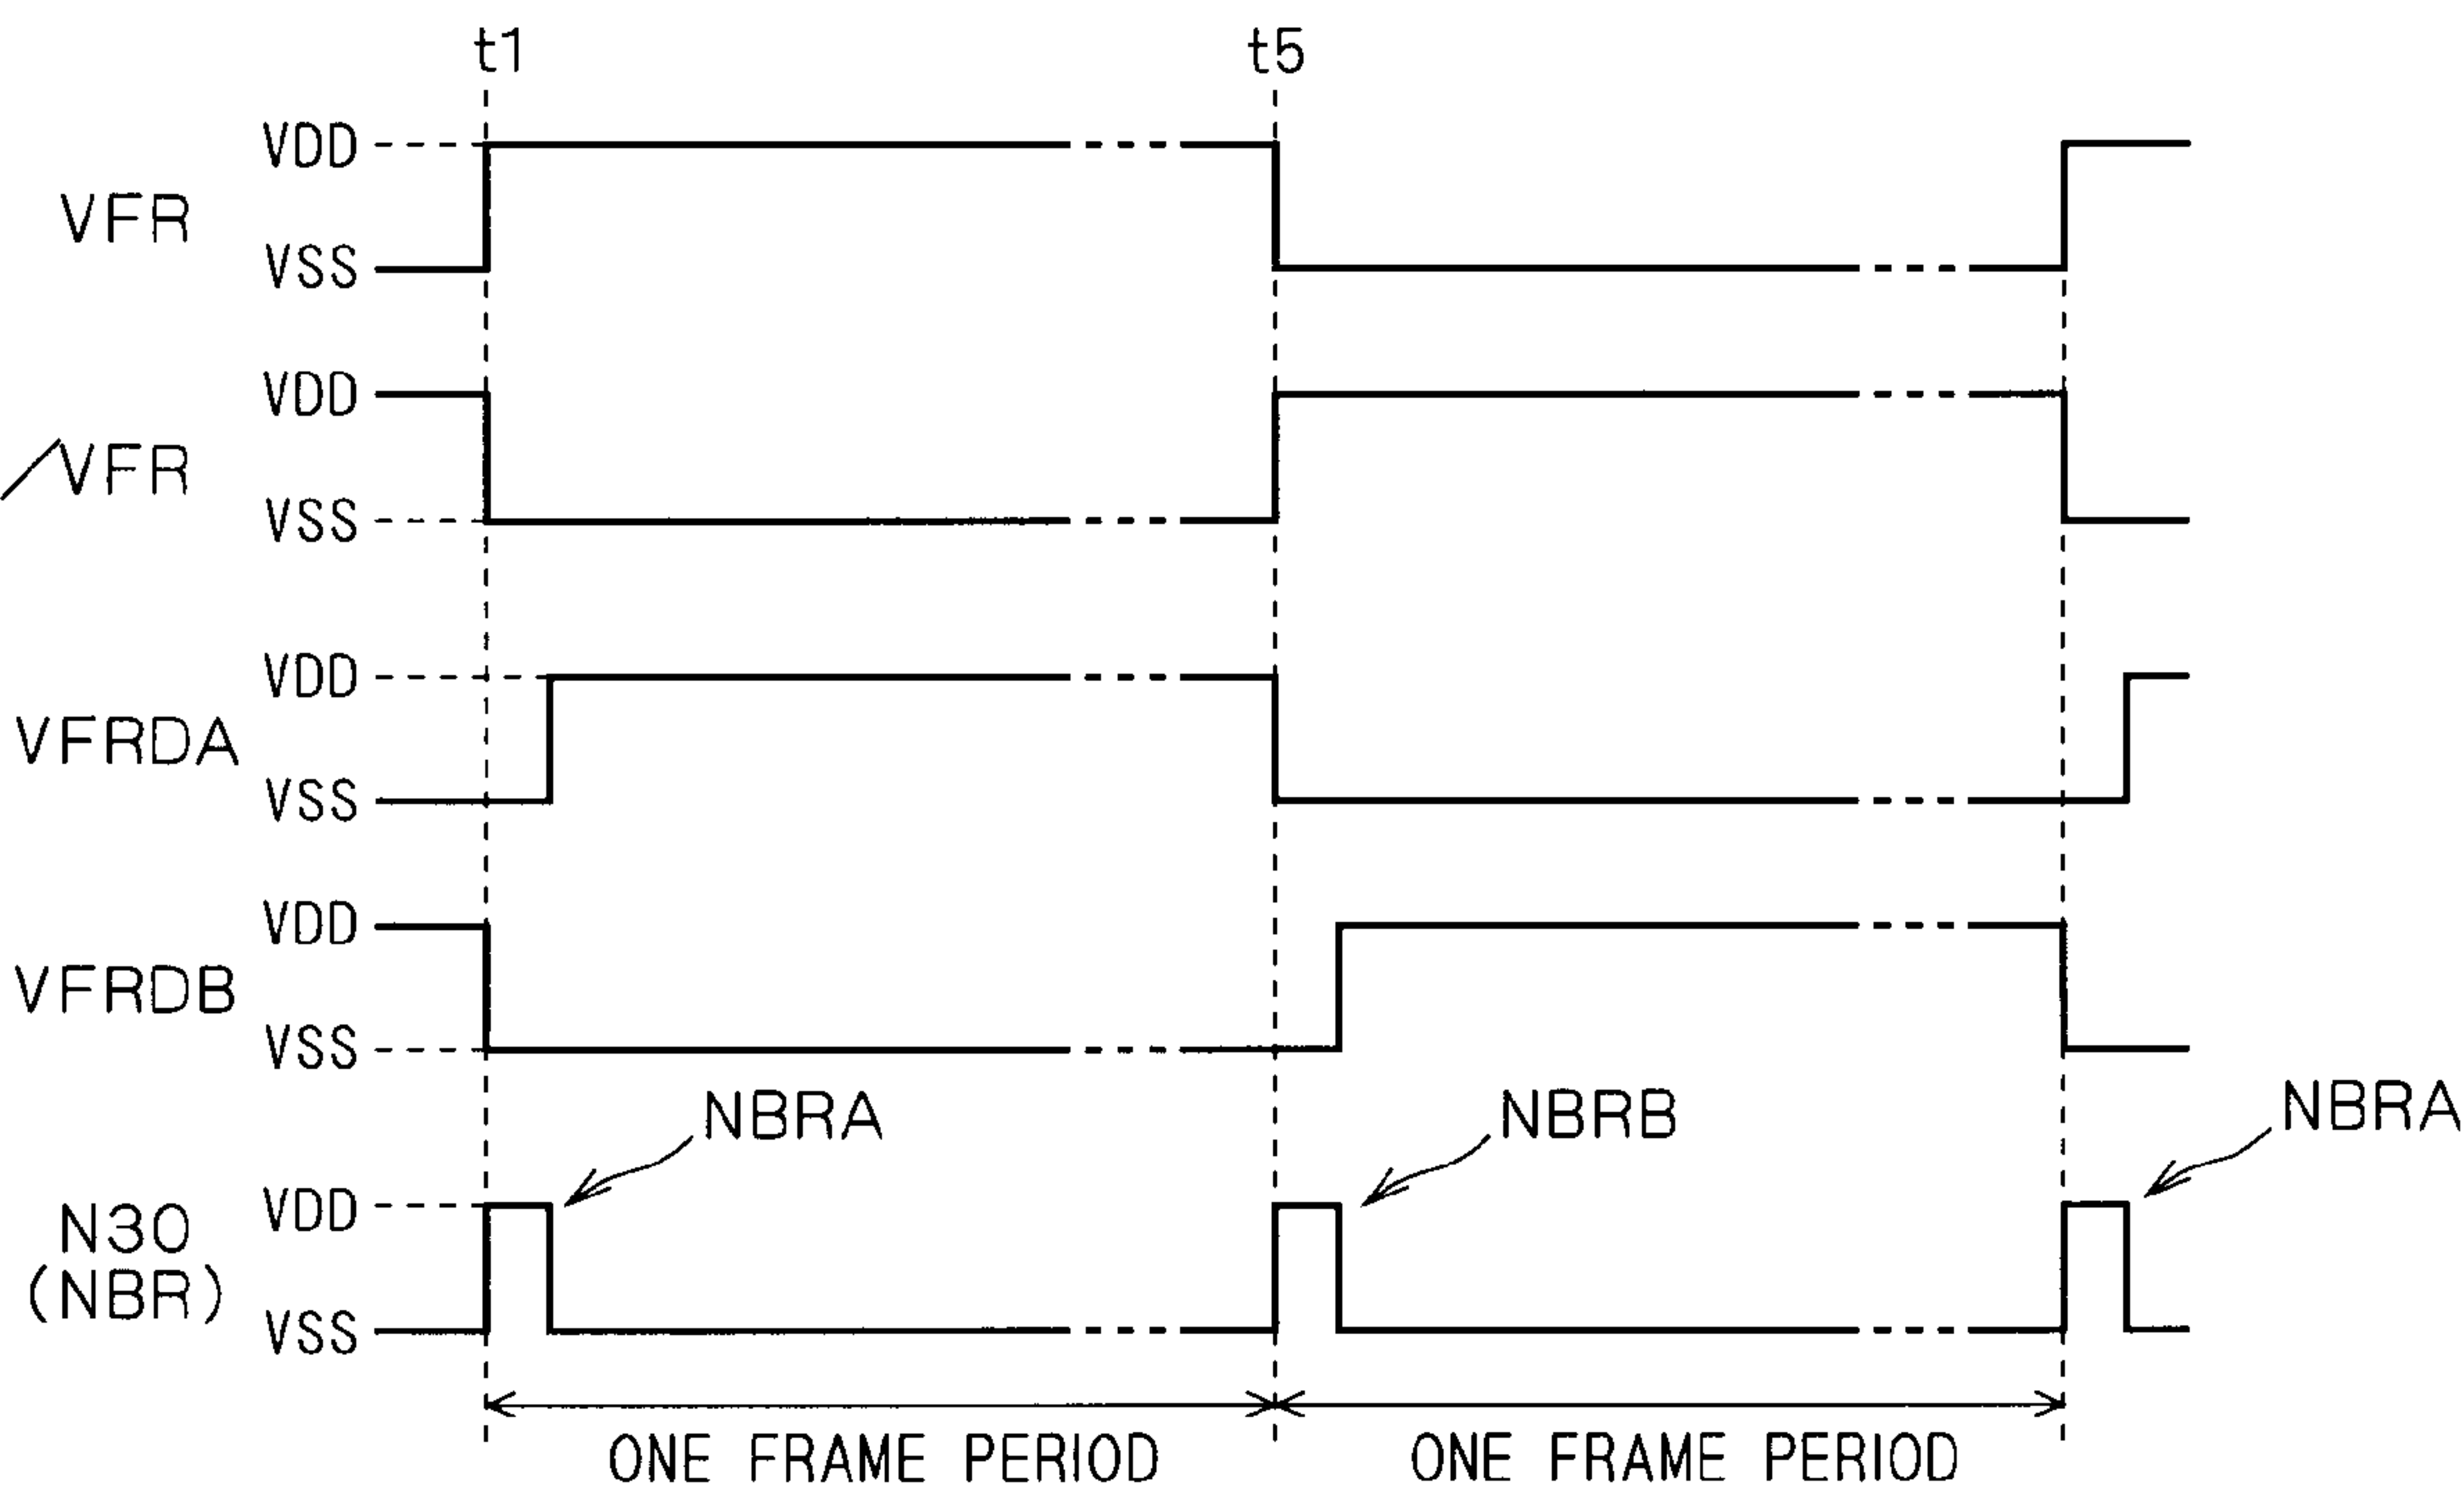 t1
t5
VDD
VFR
VSS
VDD
/VFR
VSS
VDD
VFRDA
VSS
VDD
VFRDB
VSS
NBRA
NBRB
NBRA
VDD
N30
(NBR)
VSS
ONE FRAME PERIOD
ONE FRAME PERIOD